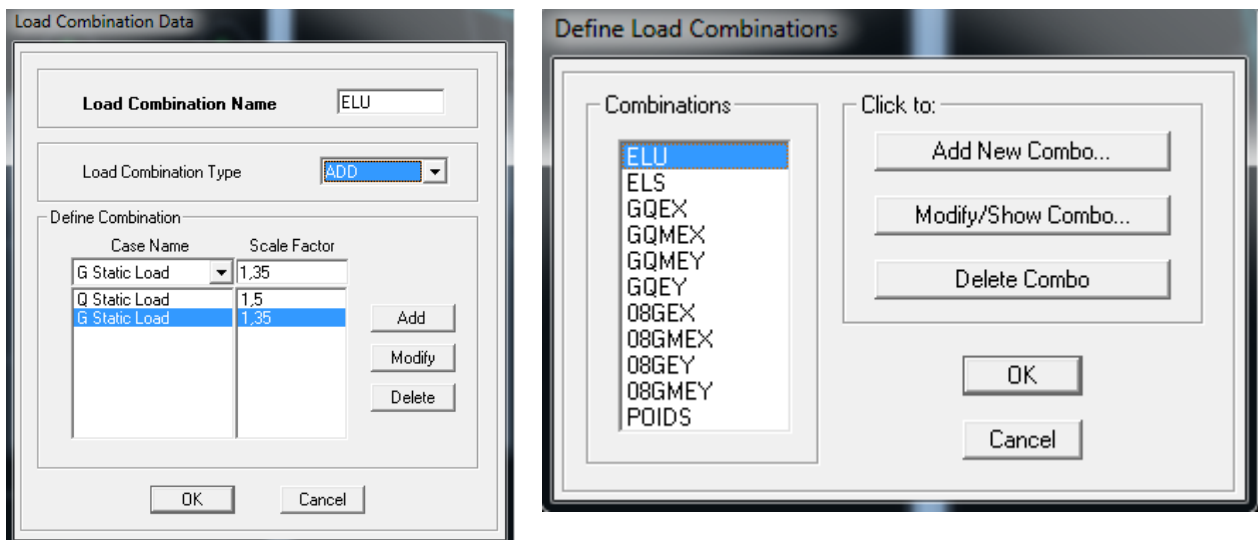 Load Combination Data
Load Combination Name ELU
Load Combination Type ADD
Define Combination
Case Name Scale Factor
G Static Load 1,35
Q Static Load 1,5
G Static Load 1,35
Add
Modify
Delete
OK Cancel
Define Load Combinations
Combinations
ELU
ELS
GQEX
GQMEX
GQMEY
GQEY
08GEX
08GMEX
08GEY
08GMEY
POIDS
Click to:
Add New Combo...
Modify/Show Combo...
Delete Combo
OK
Cancel